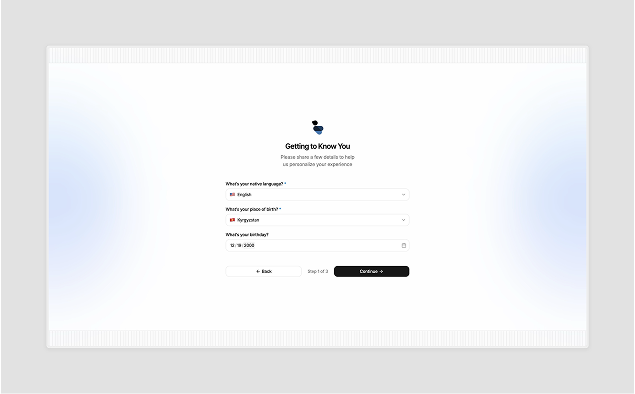 Getting to Know You
Please share a few details to help
us personalize your experience
What's your native language? *
English
What's your place of birth? *
Kyrgyzstan
What's your birthday?
12: 19: 2000
← Back
Step 1 of 3
Continue →